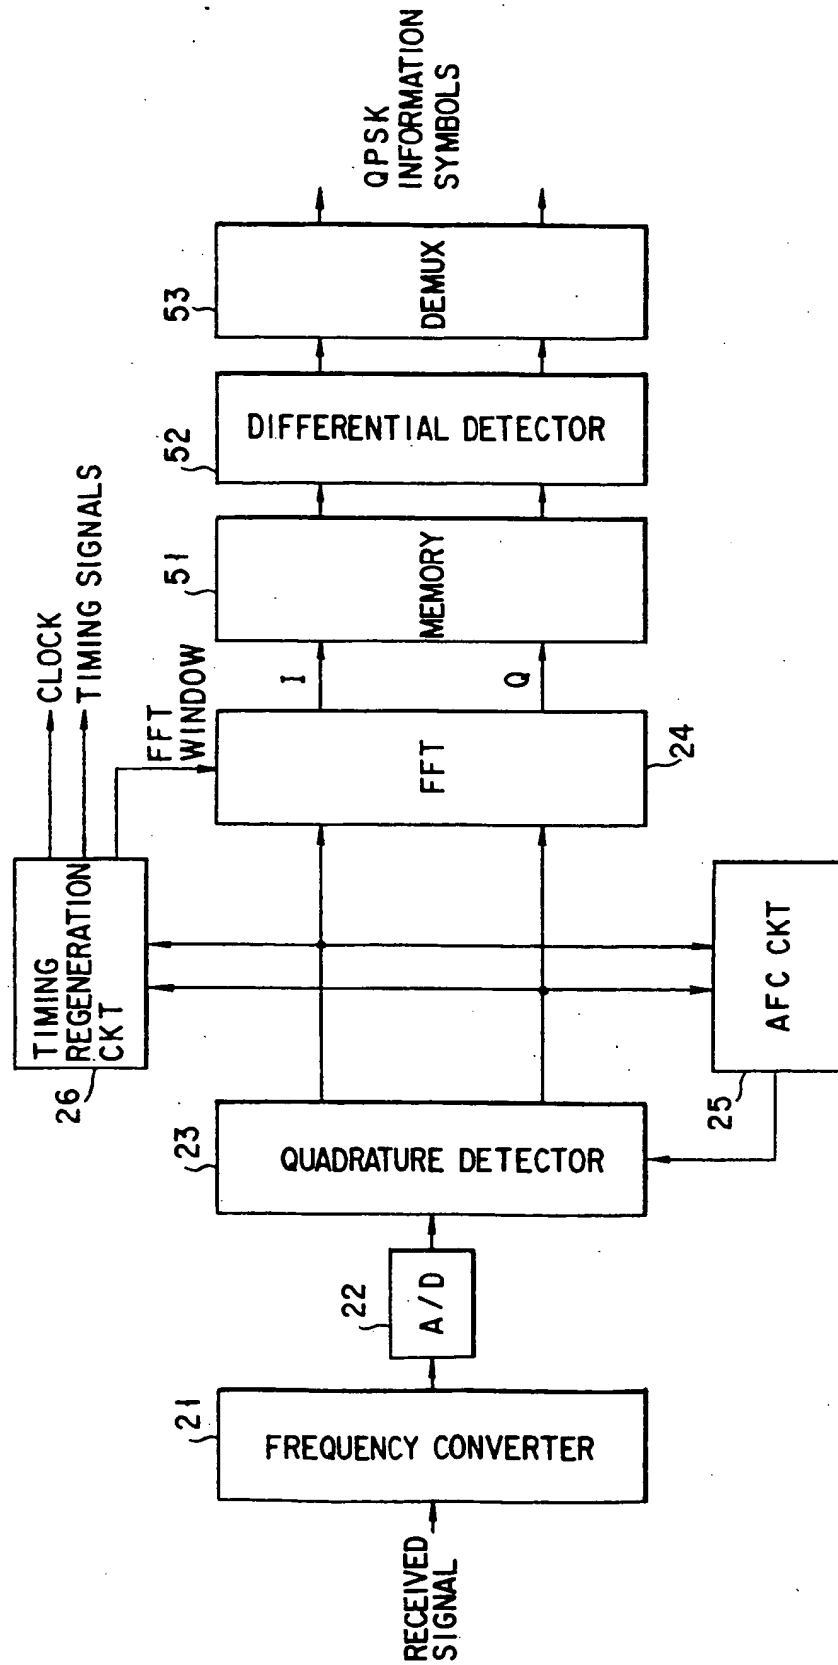 RECEIVED
SIGNAL
21
FREQUENCY CONVERTER
22
A/D
23
QUADRATURE DETECTOR
25
AFC CKT
26
TIMING
REGENERATION
CKT
CLOCK
TIMING SIGNALS
FFT
WINDOW
24
FFT
I
Q
51
MEMORY
52
DIFFERENTIAL DETECTOR
53
DEMUX
QPSK
INFORMATION
SYMBOLS